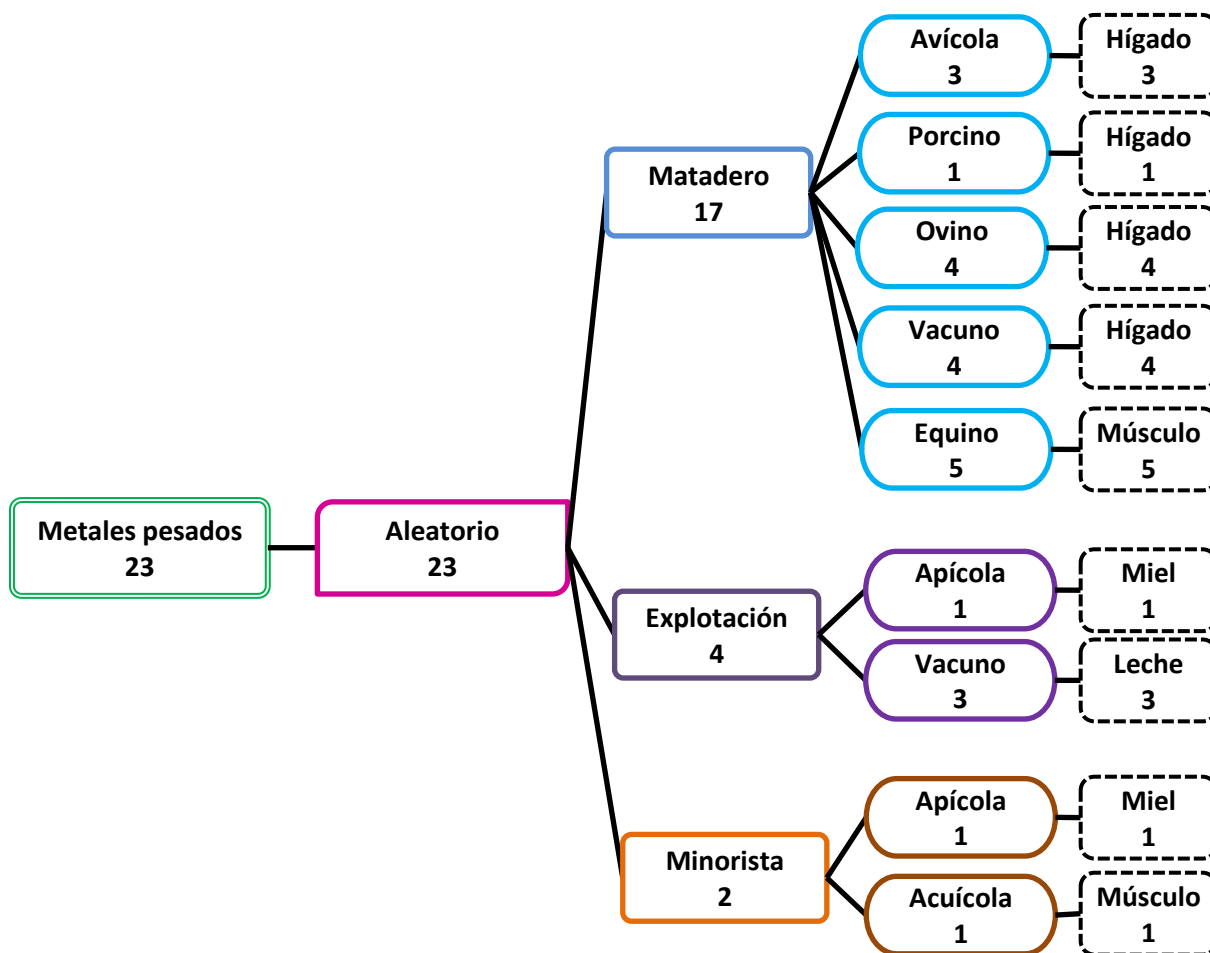 Metales pesados
23
Aleatorio
23
Matadero
17
Avícola
3
Hígado
3
Porcino
1
Hígado
1
Ovino
4
Hígado
4
Vacuno
4
Hígado
4
Equino
5
Músculo
5
Explotación
4
Apícola
1
Miel
1
Vacuno
3
Leche
3
Minorista
2
Apícola
1
Miel
1
Acuícola
1
Músculo
1